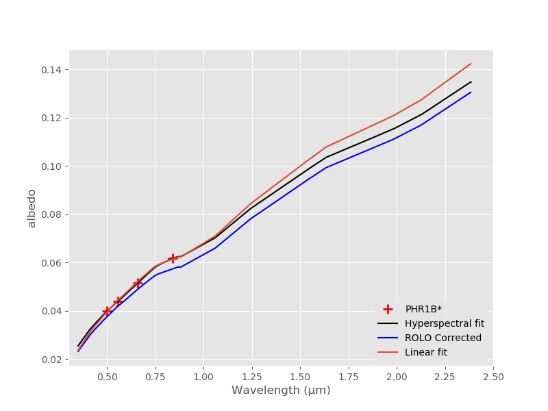 0.14
0.12
0.10
0.08
0.06
0.04
0.02
albedo
PHR1B*
Hyperspectral fit
ROLO Corrected
Linear fit
0.50 0.75 1.00 1.25 1.50 1.75 2.00 2.25 2.50
Wavelength (μm)